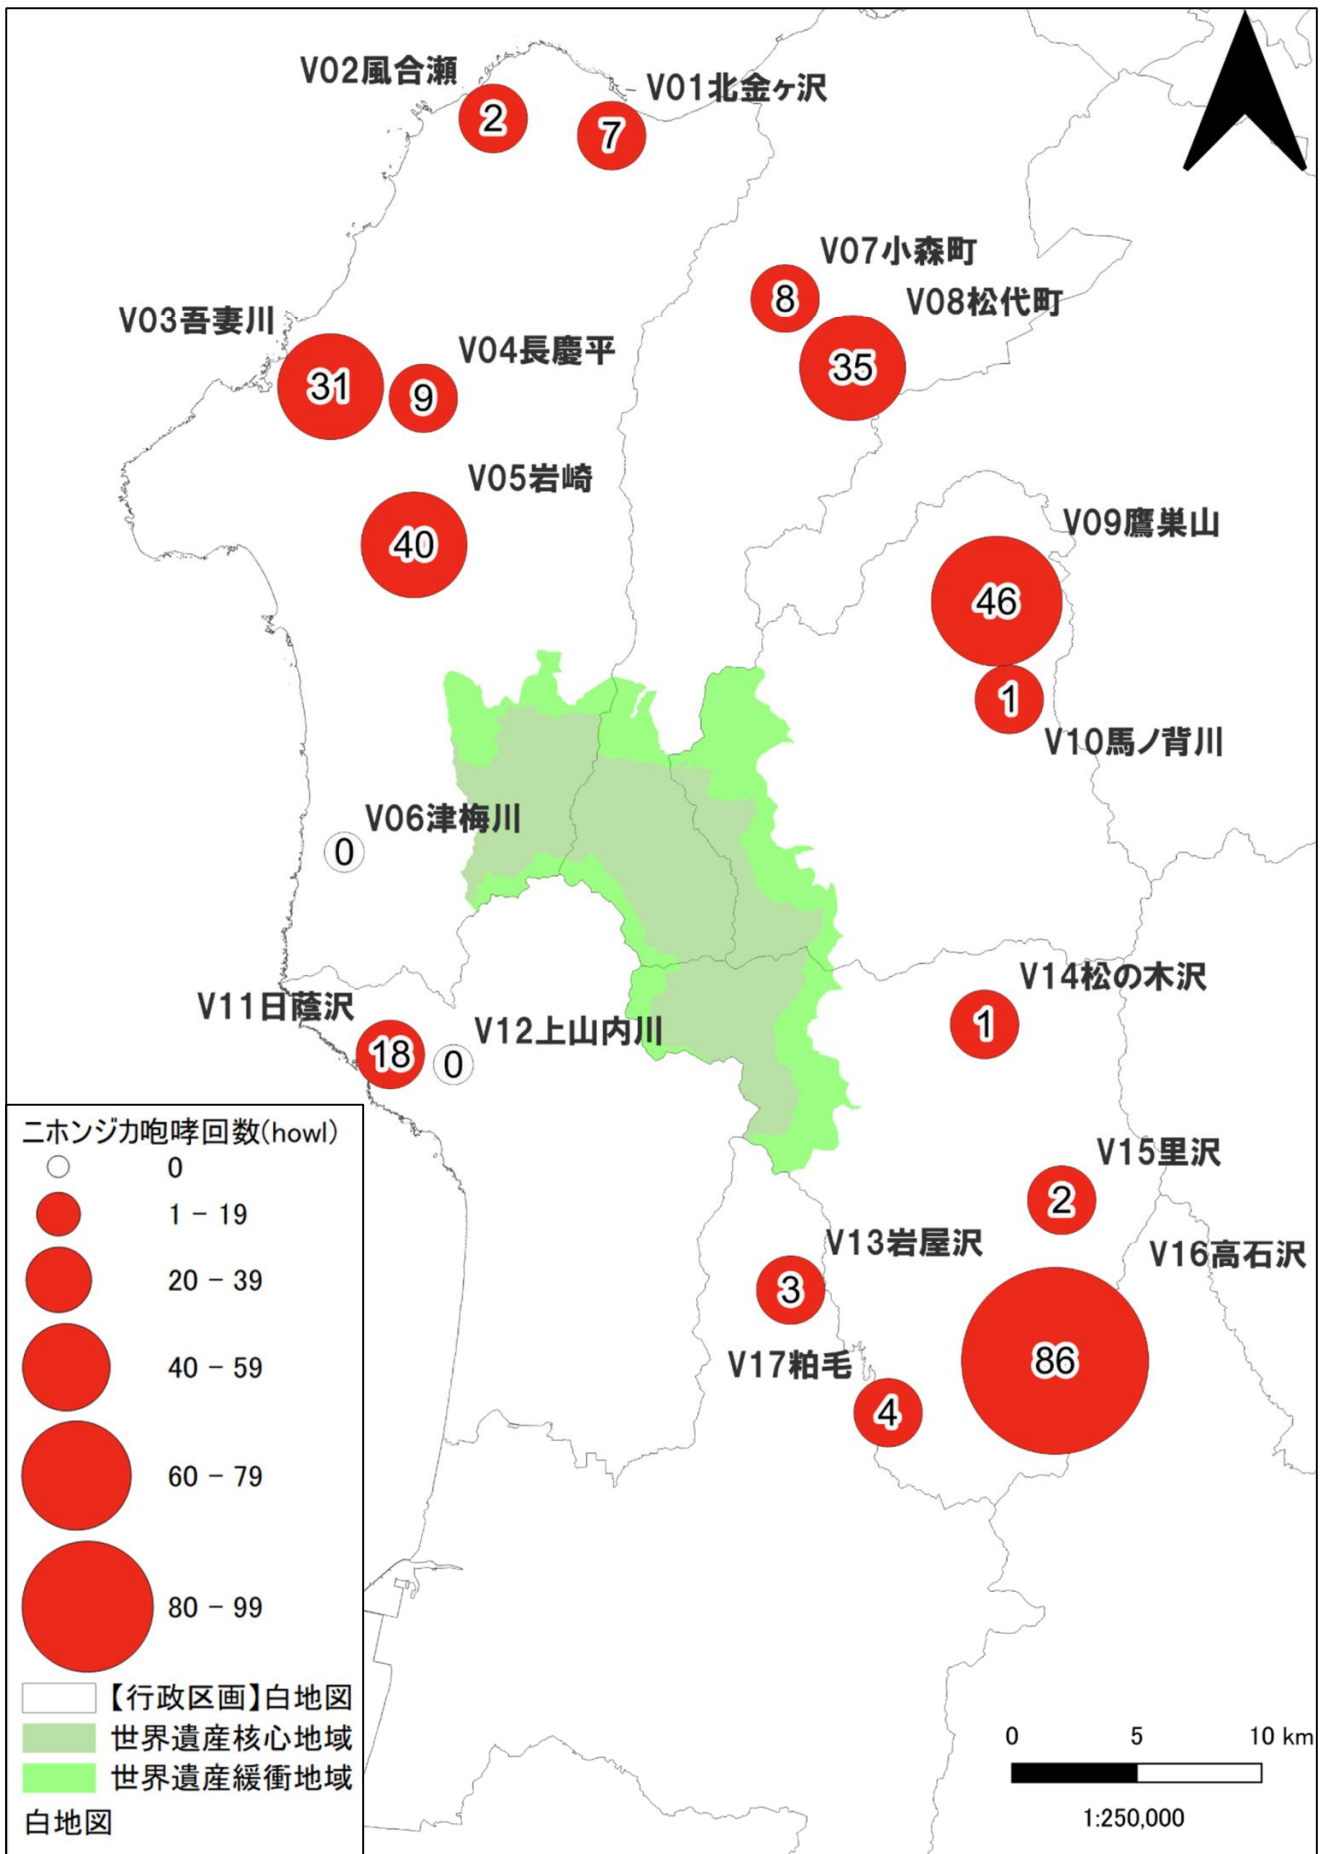 V02風合瀬
V01北金ヶ沢
2
7
V07小森町
8
V08松代町
35
V03吾妻川
31
V04長慶平
9
V05岩崎
40
V09鷹巣山
46
1
V10馬ノ背川
V06津梅川
0
V14松の木沢
1
V11日蔭沢
18
V12上山内川
0
V15里沢
2
V13岩屋沢
3
V16高石沢
86
V17粕毛
4
ニホンジカ咆哮回数(howl)
0
1 − 19
20 − 39
40 − 59
60 − 79
80 − 99
【行政区画】白地図
世界遺産核心地域
世界遺産緩衝地域
白地図
0 5 10 km
1:250,000